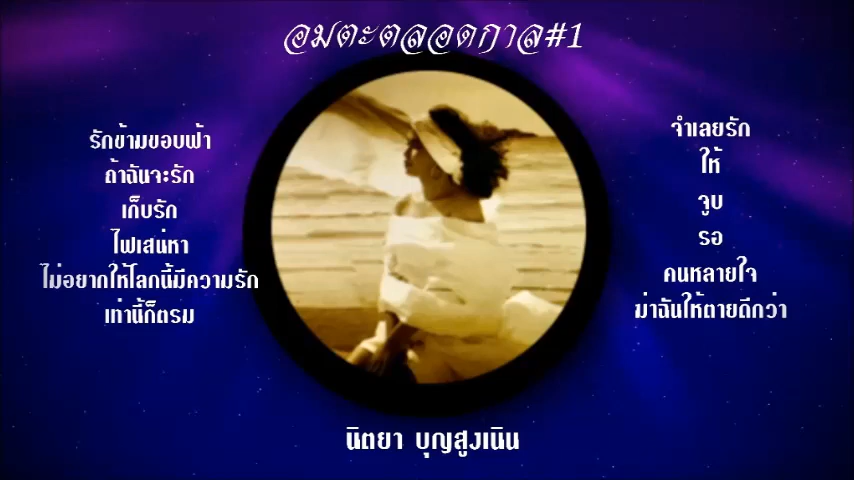 อมตะตลอดกาล#1
รักข้ามขอบฟ้า
ถ้าฉันจะรัก
เก็บรัก
ไฟเสน่หา
ไม่อยากให้โลกนี้มีความรัก
เท่านี้ก็ตรม
จำเลยรัก
ให้
จูบ
รอ
คนหลายใจ
ฆ่าฉันให้ตายดีกว่า
นิตยา บุญสูงเนิน